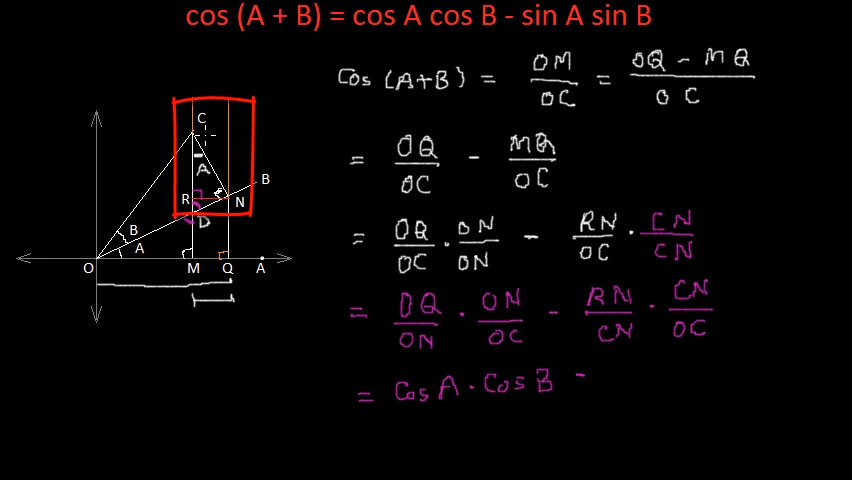 cos (A + B) = cos A cos B - sin A sin B
Cos (A+B) = OM/OC = OQ - MQ/OC
= OQ/OC - MQ/OC
= OQ/OC · ON/ON - RN/OC · CN/CN
= OQ/ON · ON/OC - RN/CN · CN/OC
= Cos A · Cos B -
C
A
B
R
N
D
B
A
O
M
Q
A